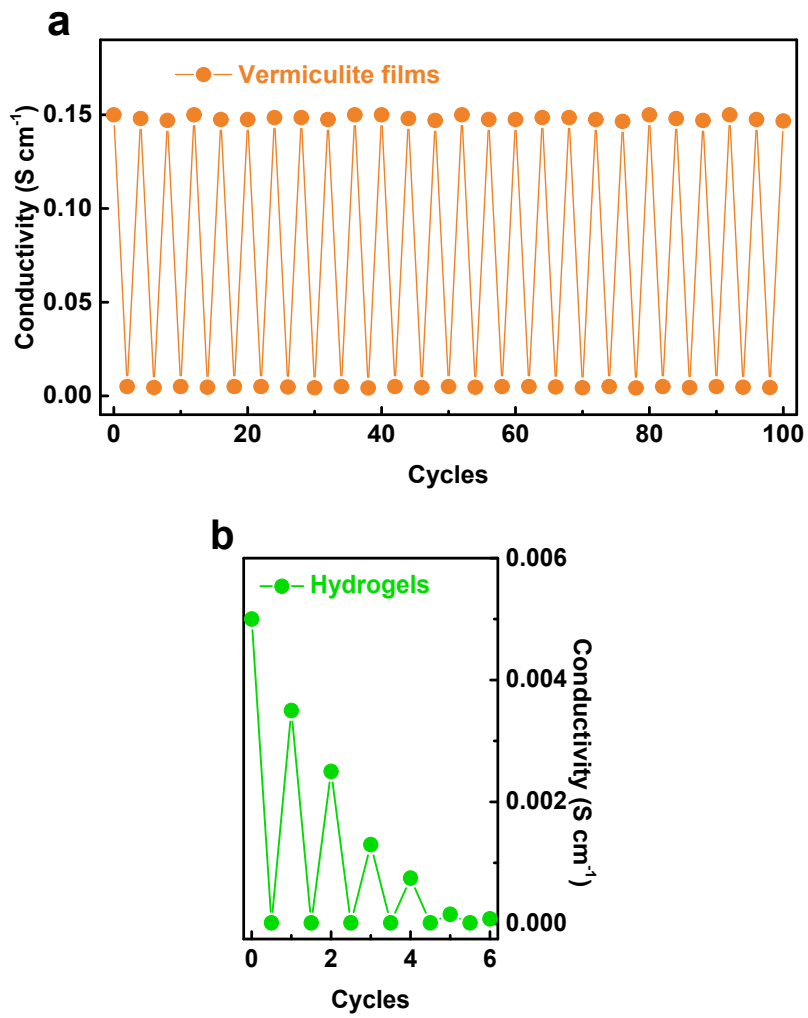 a
Vermiculite films
0.15
0.10
0.05
0.00
Conductivity (S cm⁻¹)
0 20 40 60 80 100
Cycles
b
Hydrogels
0.006
0.004
0.002
0.000
Conductivity (S cm⁻¹)
0 2 4 6
Cycles